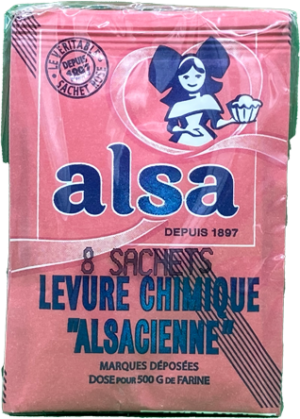 LE VERITABLE
DEPUIS
1897
SACHET ROSE
alsa
DEPUIS 1897
8 SACHETS
LEVURE CHIMIQUE
"ALSACIENNE"
MARQUES DÉPOSÉES
DOSE POUR 500 G DE FARINE